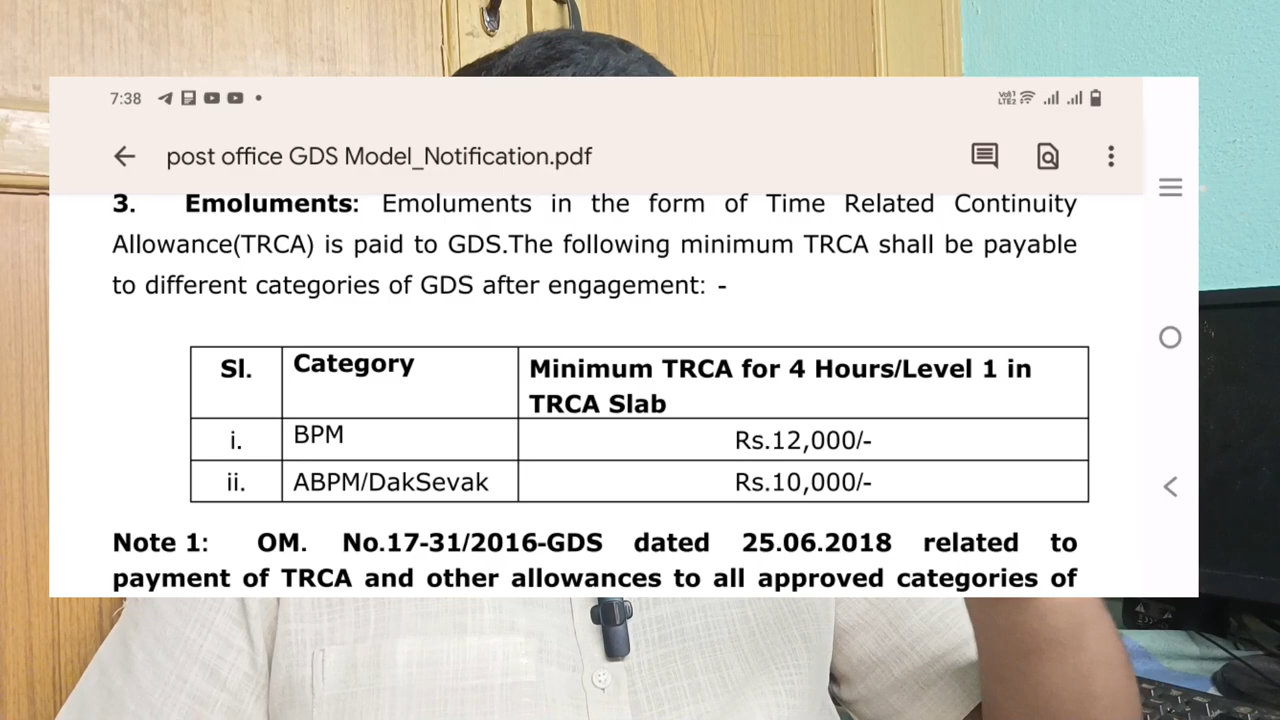 7:38
VoI1 LTE2
post office GDS Model_Notification.pdf
3. Emoluments: Emoluments in the form of Time Related Continuity
Allowance(TRCA) is paid to GDS.The following minimum TRCA shall be payable
to different categories of GDS after engagement: -
Sl. Category Minimum TRCA for 4 Hours/Level 1 in
TRCA Slab
i. BPM Rs.12,000/-
ii. ABPM/DakSevak Rs.10,000/-
Note 1: OM. No.17-31/2016-GDS dated 25.06.2018 related to
payment of TRCA and other allowances to all approved categories of